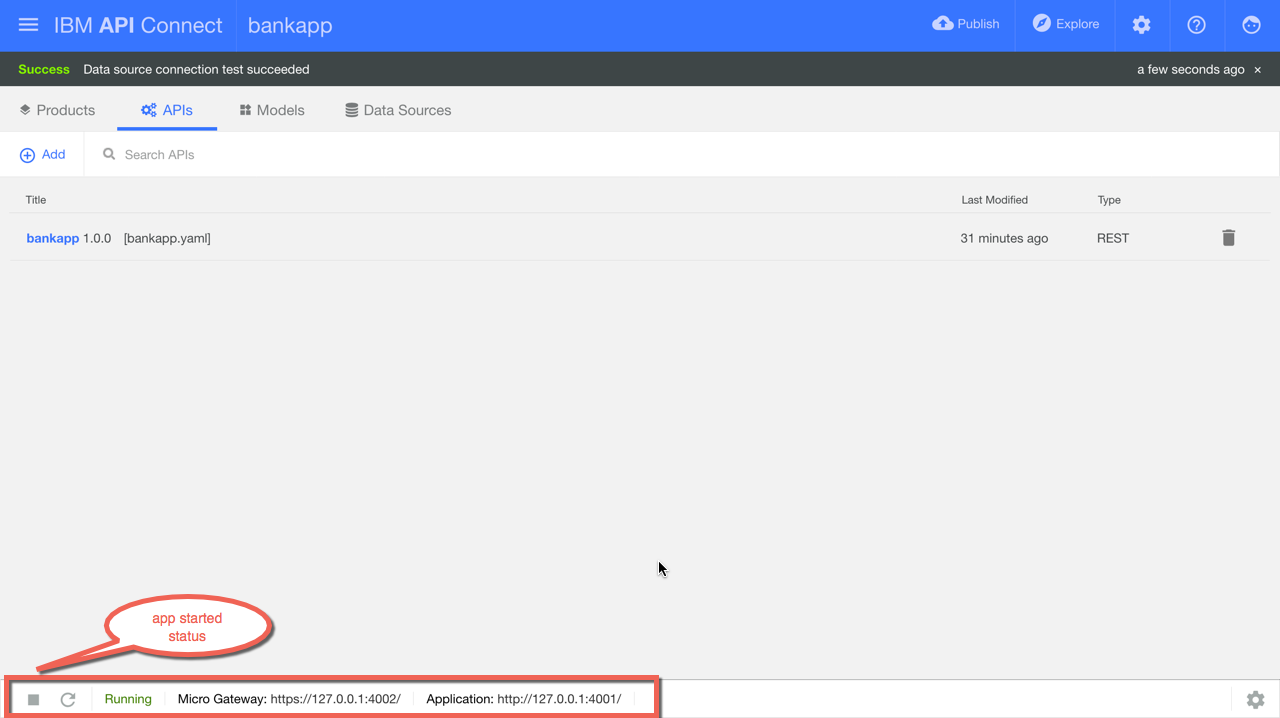 IBM API Connect bankapp Publish Explore
Success Data source connection test succeeded a few seconds ago ×
Products APIs Models Data Sources
Add Search APIs
Title Last Modified Type
bankapp 1.0.0 [bankapp.yaml] 31 minutes ago REST
app started
status
Running Micro Gateway: https://127.0.0.1:4002/ Application: http://127.0.0.1:4001/